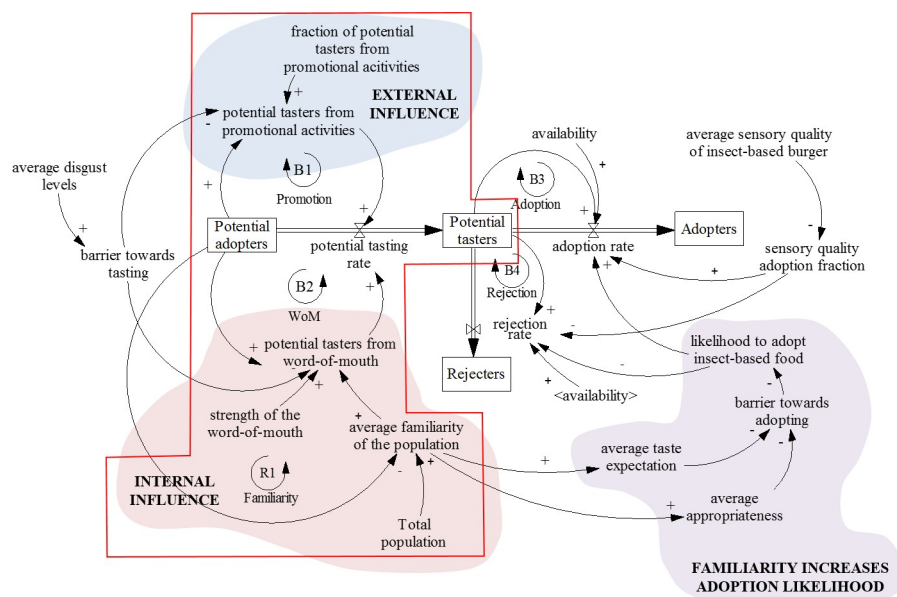 fraction of potential
tasters from
promotional acitivities
+
EXTERNAL
INFLUENCE
potential tasters from
promotional activities
-
availability
average sensory quality
of insect-based burger
average disgust
levels
+
B1
Promotion
+
+
B3
Adoption
+
+
-
+
barrier towards
tasting
Potential
adopters
potential tasting
rate
Potential
tasters
adoption rate
Adopters
sensory quality
adoption fraction
+
+
B2
WoM
+
B4
Rejection
+
-
rejection
rate
likelihood to adopt
insect-based food
-
+
potential tasters from
word-of-mouth
-
+
Rejecters
+
<availability>
-
barrier towards
adopting
-
-
strength of the
word-of-mouth
+
average familiarity
of the population
-
+
+
average taste
expectation
INTERNAL
INFLUENCE
R1
Familiarity
+
average
appropriateness
Total
population
FAMILIARITY INCREASES
ADOPTION LIKELIHOOD